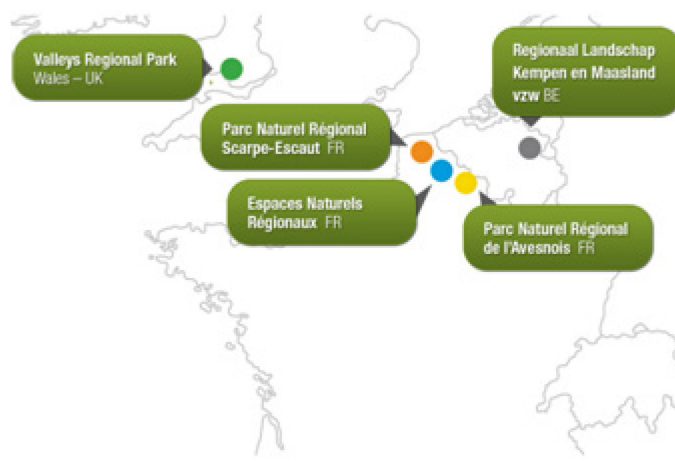 Valleys Regional Park
Wales – UK
Regionaal Landschap
Kempen en Maasland
vzw BE
Parc Naturel Régional
Scarpe-Escaut FR
Espaces Naturels
Régionaux FR
Parc Naturel Régional
de l'Avesnois FR